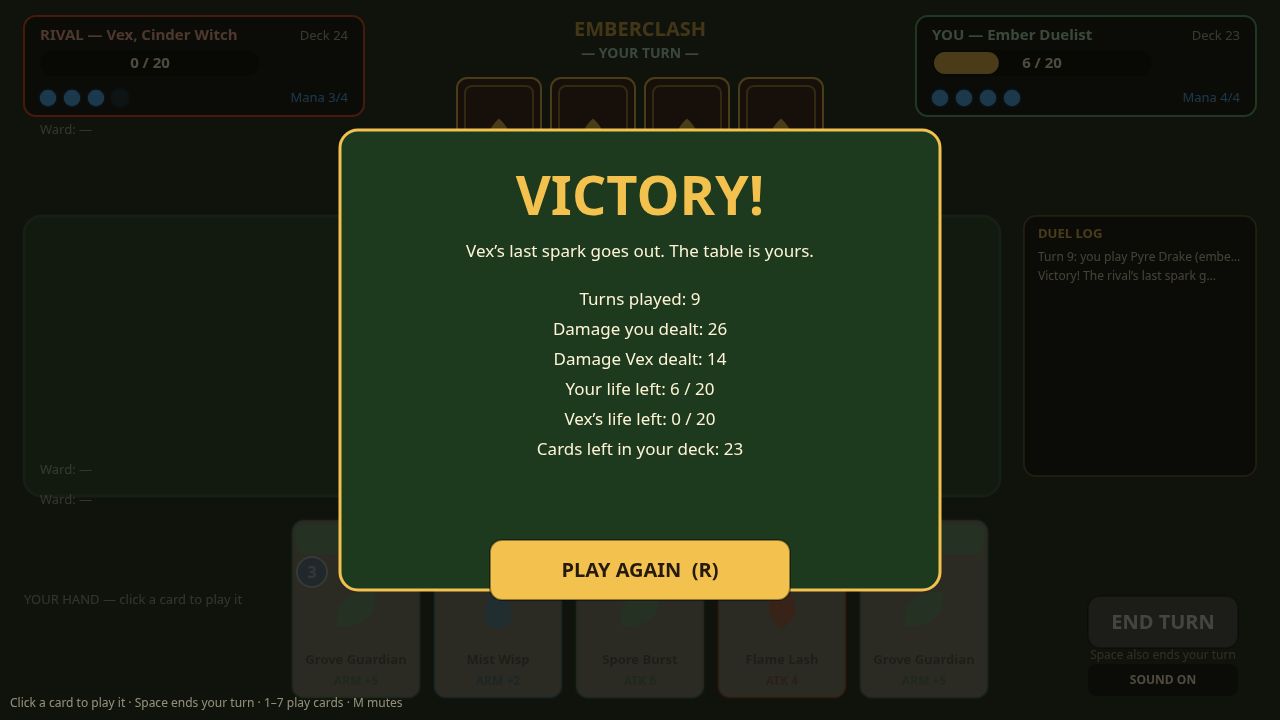 RIVAL — Vex, Cinder Witch
Deck 24
0 / 20
Mana 3/4
Ward: —
EMBERCLASH
— YOUR TURN —
YOU — Ember Duelist
Deck 23
6 / 20
Mana 4/4
VICTORY!
Vex’s last spark goes out. The table is yours.
Turns played: 9
Damage you dealt: 26
Damage Vex dealt: 14
Your life left: 6 / 20
Vex’s life left: 0 / 20
Cards left in your deck: 23
PLAY AGAIN (R)
DUEL LOG
Turn 9: you play Pyre Drake (embe...
Victory! The rival’s last spark g...
Ward: —
Ward: —
YOUR HAND — click a card to play it
3
Grove Guardian
ARM +5
Mist Wisp
ARM +2
Spore Burst
ATK 6
Flame Lash
ATK 4
Grove Guardian
ARM +5
END TURN
Space also ends your turn
SOUND ON
Click a card to play it · Space ends your turn · 1–7 play cards · M mutes